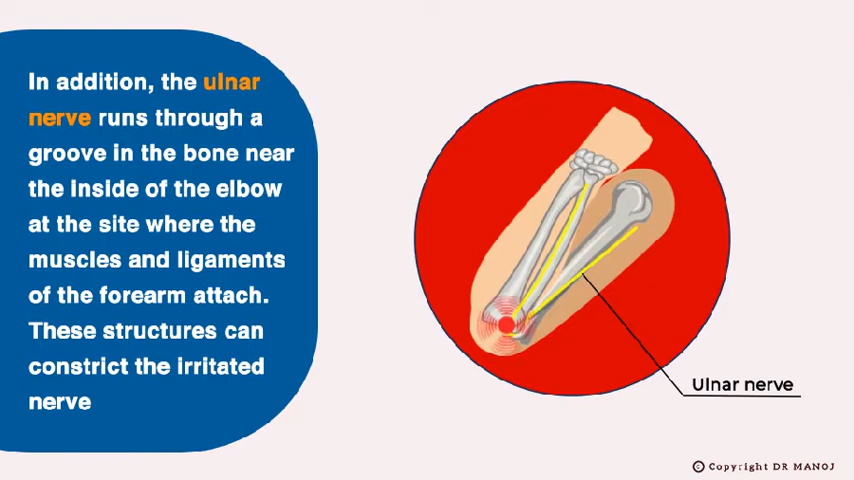 In addition, the ulnar
nerve runs through a
groove in the bone near
the inside of the elbow
at the site where the
muscles and ligaments
of the forearm attach.
These structures can
constrict the irritated
nerve
Ulnar nerve
© Copyright DR MANOJ